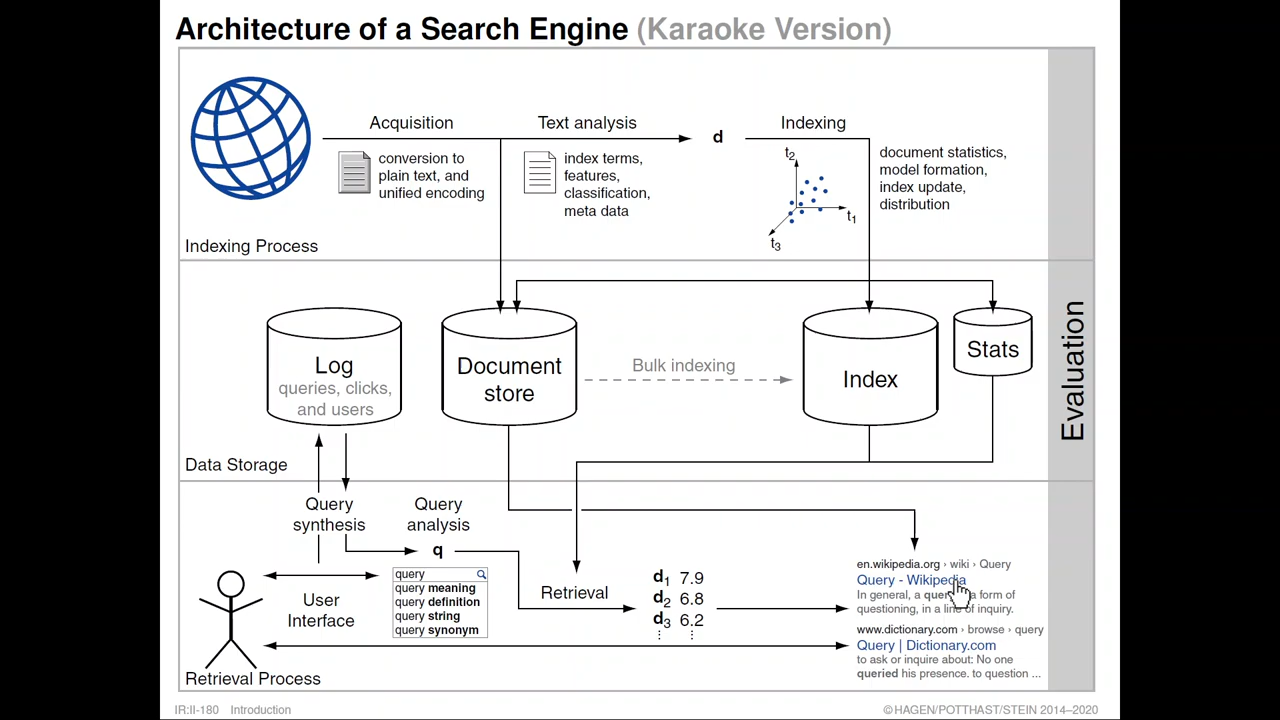 Architecture of a Search Engine (Karaoke Version)
Acquisition
conversion to
plain text, and
unified encoding
Text analysis
index terms,
features,
classification,
meta data
d
Indexing
t2
t1
t3
document statistics,
model formation,
index update,
distribution
Indexing Process
Log
queries, clicks,
and users
Document
store
Bulk indexing
Index
Stats
Evaluation
Data Storage
Query
synthesis
Query
analysis
q
User
Interface
query
query meaning
query definition
query string
query synonym
Retrieval
d1 7.9
d2 6.8
d3 6.2
en.wikipedia.org › wiki › Query
Query - Wikipedia
In general, a a form of
questioning, in a line of inquiry.
www.dictionary.com › browse › query
Query | Dictionary.com
to ask or inquire about: No one
queried his presence. to question ...
Retrieval Process
IR:II-180 Introduction
©HAGEN/POTTHAST/STEIN 2014–2020